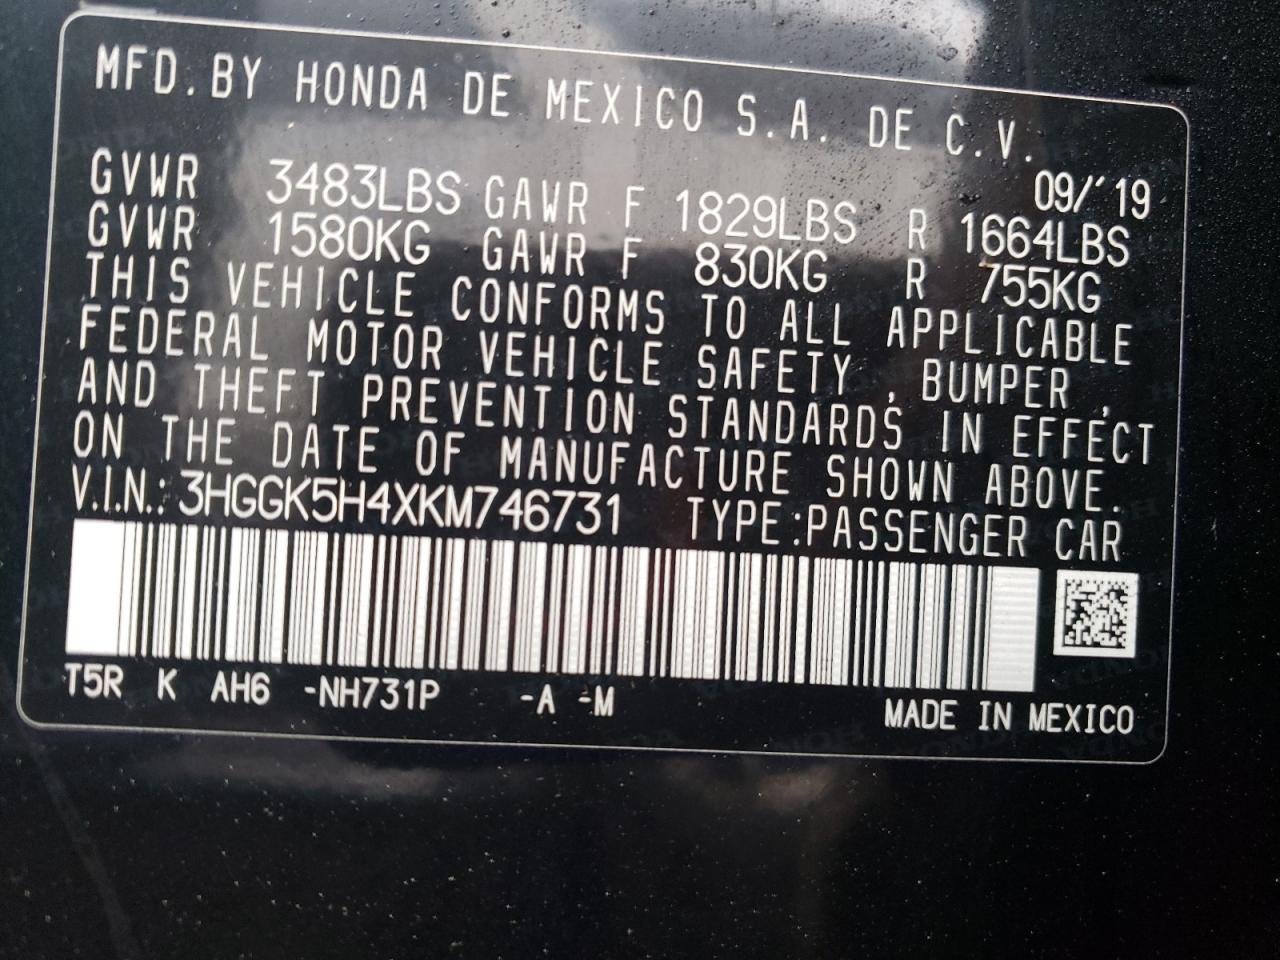 MFD.BY HONDA DE MEXICO S.A. DE C.V.
09/'19
GVWR 3483LBS GAWR F 1829LBS R 1664LBS
GVWR 1580KG GAWR F 830KG R 755KG
THIS VEHICLE CONFORMS TO ALL APPLICABLE
FEDERAL MOTOR VEHICLE SAFETY , BUMPER ,
AND THEFT PREVENTION STANDARDS IN EFFECT
ON THE DATE OF MANUFACTURE SHOWN ABOVE.
V.I.N.: 3HGGK5H4XKM746731 TYPE:PASSENGER CAR
T5R K AH6 -NH731P -A -M
MADE IN MEXICO